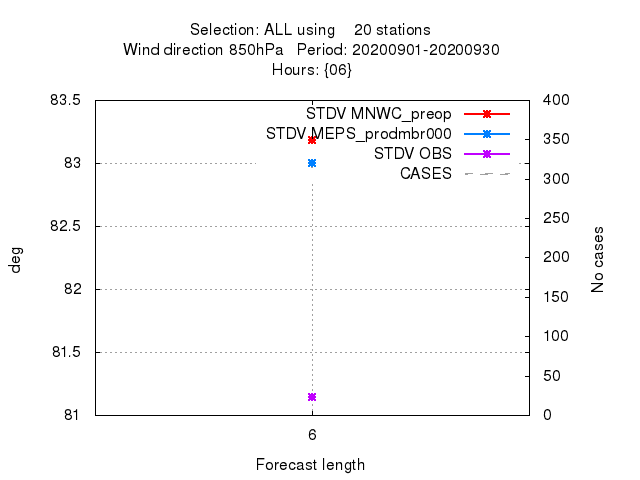 Selection: ALL using 20 stations
Wind direction 850hPa Period: 20200901-20200930
Hours: {06}
83.5
83
82.5
82
81.5
81
deg
STDV MNWC_preop
STDV MEPS_prodmbr000
STDV OBS
CASES
400
350
300
250
200
150
100
50
0
No cases
6
Forecast length